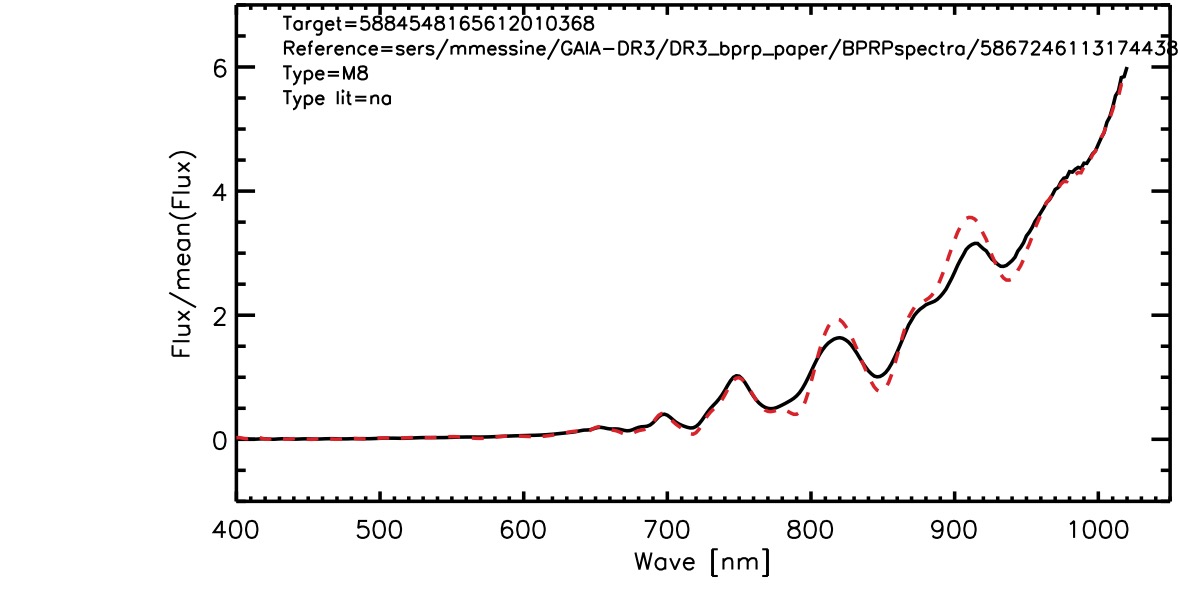 Target=5884548165612010368
Reference=sers/mmessine/GAIA-DR3/DR3_bprp_paper/BPRPspectra/5867246113174438
Type=M8
Type lit=na
6
4
2
0
Flux/mean(Flux)
400 500 600 700 800 900 1000
Wave [nm]